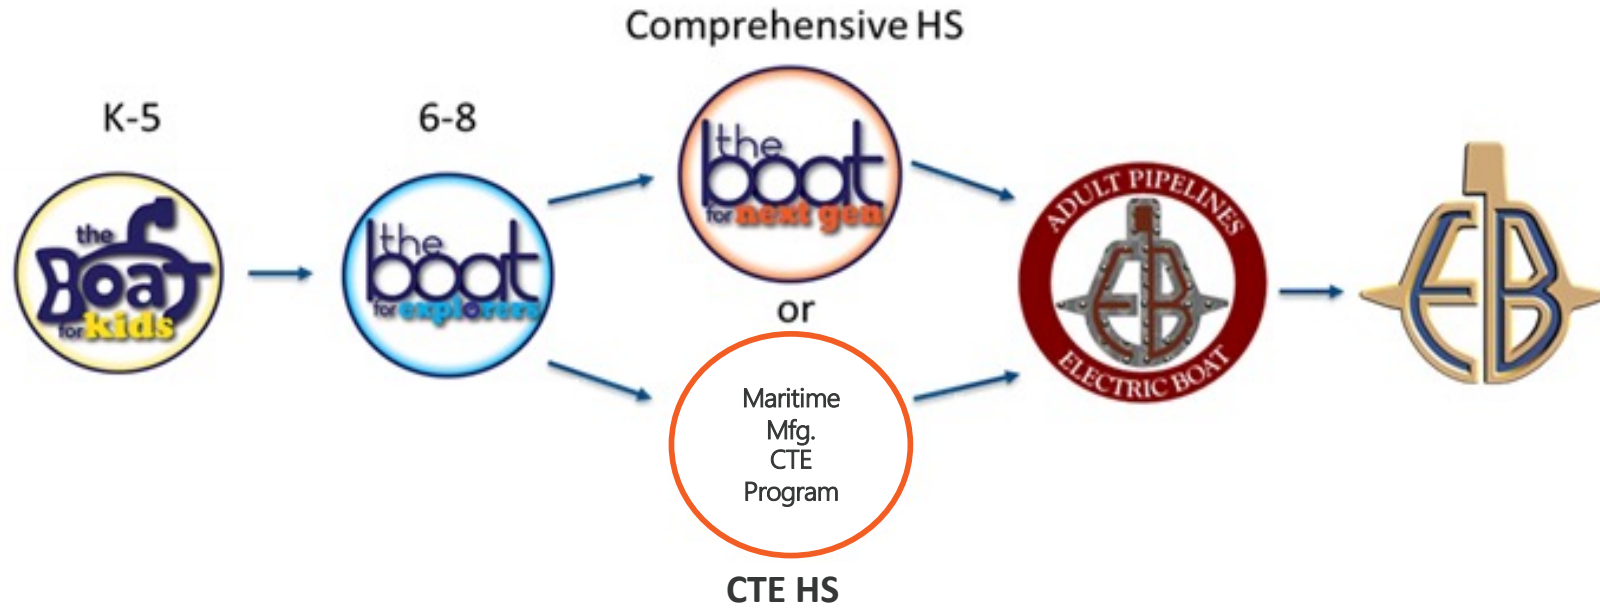 Comprehensive HS
K-5
6-8
the
Boat
for kids
the
boat
for explorers
the
boat
for next gen
or
Maritime
Mfg.
CTE
Program
CTE HS
ADULT PIPELINES
EB
ELECTRIC BOAT
EB